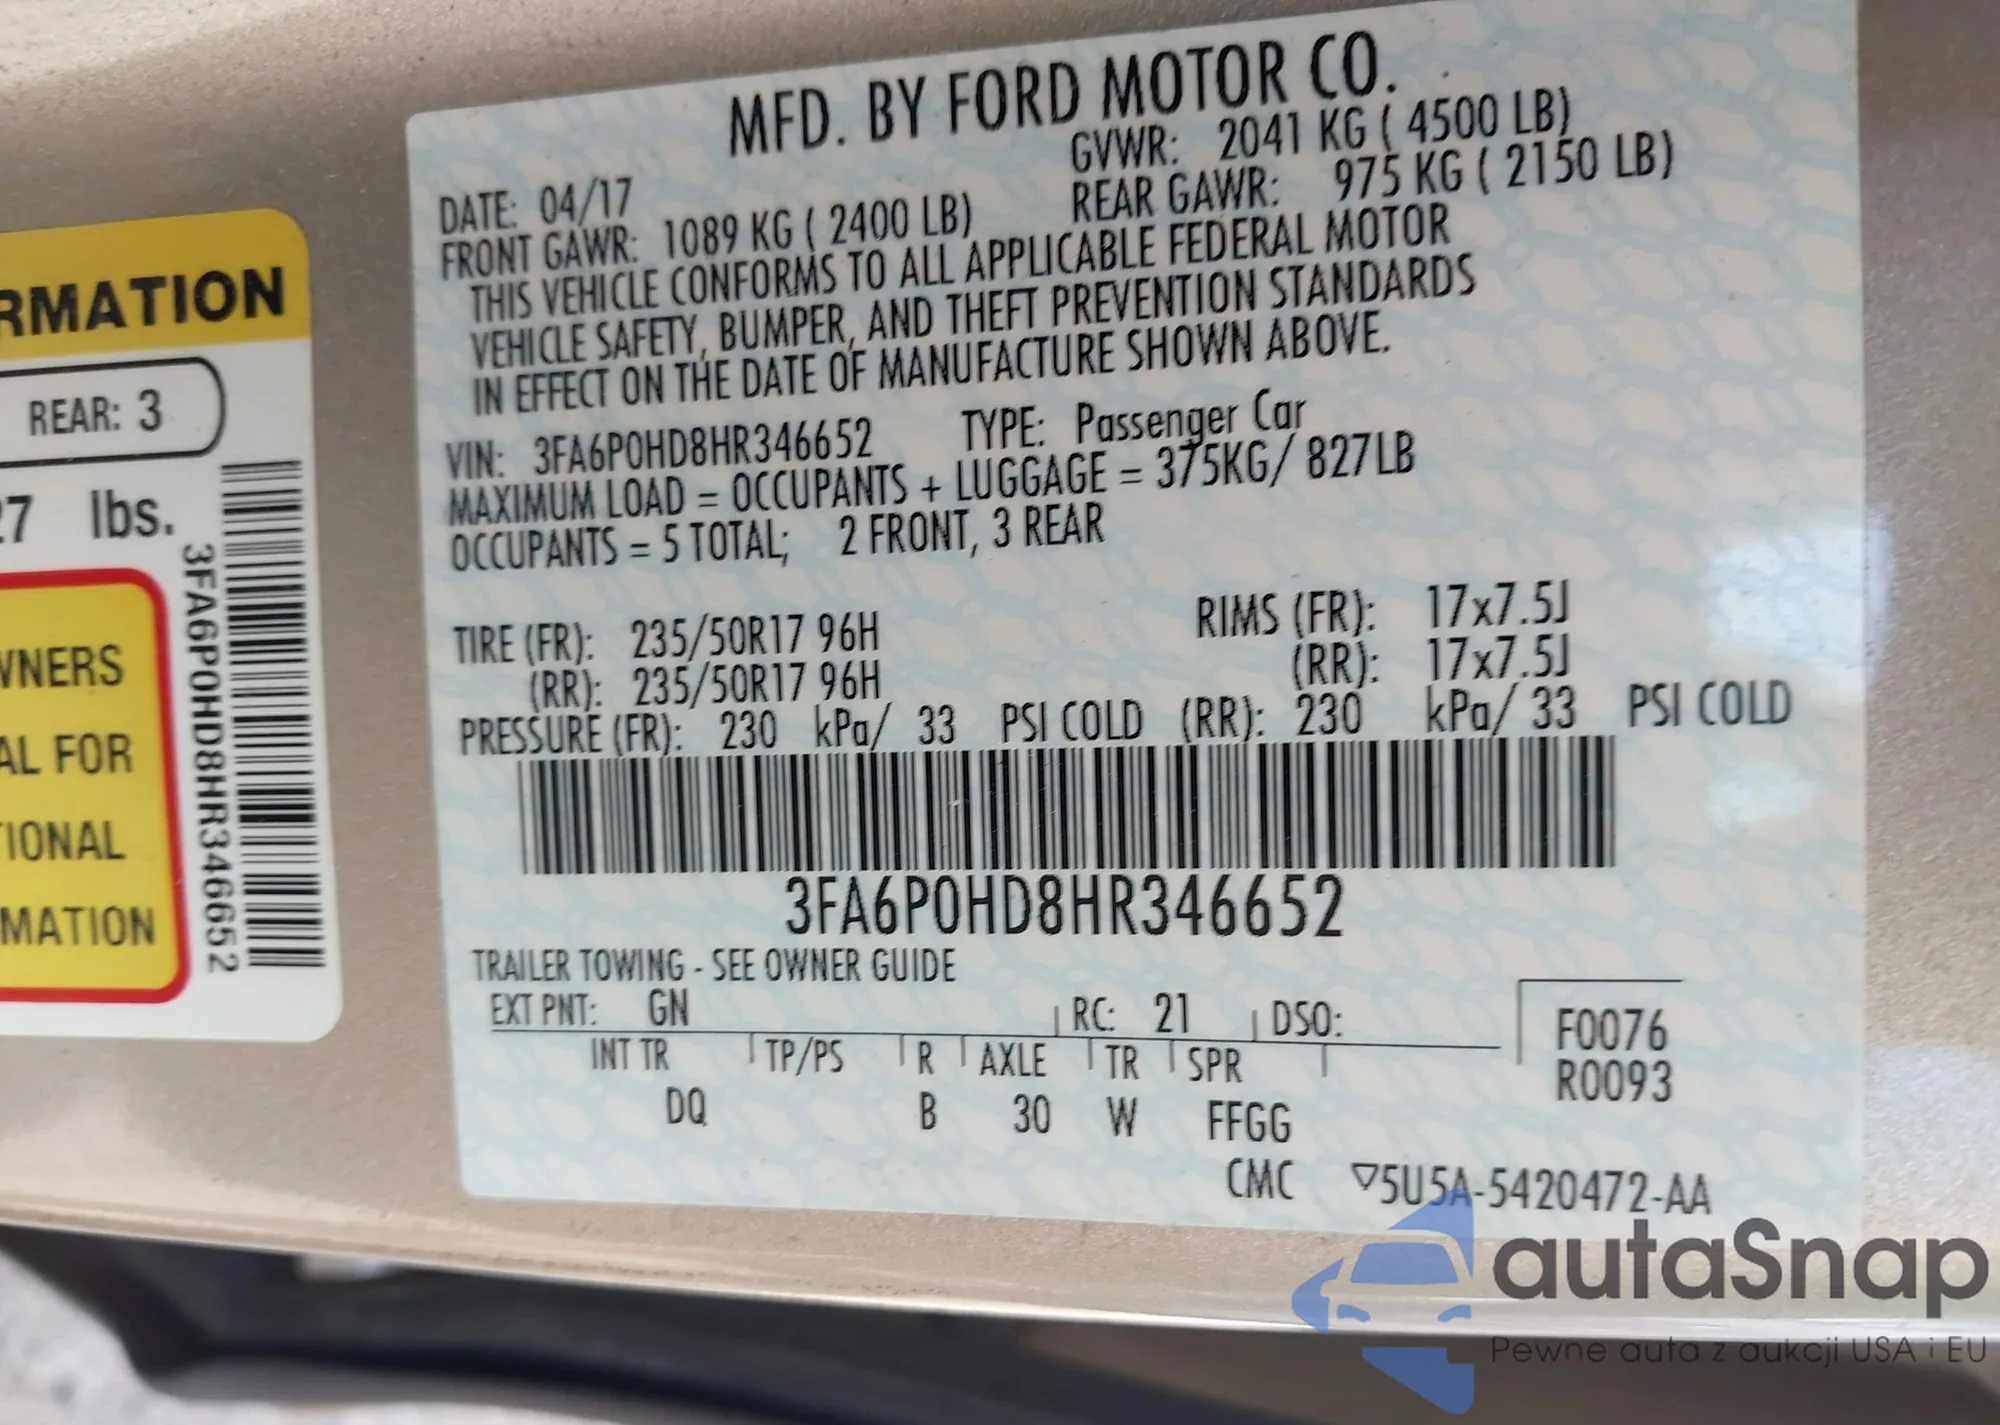 MFD. BY FORD MOTOR CO.
DATE: 04/17
GVWR: 2041 KG ( 4500 LB)
FRONT GAWR: 1089 KG ( 2400 LB)
REAR GAWR: 975 KG ( 2150 LB)
THIS VEHICLE CONFORMS TO ALL APPLICABLE FEDERAL MOTOR
VEHICLE SAFETY, BUMPER, AND THEFT PREVENTION STANDARDS
IN EFFECT ON THE DATE OF MANUFACTURE SHOWN ABOVE.
VIN: 3FA6P0HD8HR346652 TYPE: Passenger Car
MAXIMUM LOAD = OCCUPANTS + LUGGAGE = 375KG/ 827LB
OCCUPANTS = 5 TOTAL; 2 FRONT, 3 REAR
TIRE (FR): 235/50R17 96H RIMS (FR): 17x7.5J
(RR): 235/50R17 96H (RR): 17x7.5J
PRESSURE (FR): 230 kPa/ 33 PSI COLD (RR): 230 kPa/ 33 PSI COLD
3FA6P0HD8HR346652
TRAILER TOWING - SEE OWNER GUIDE
EXT PNT: GN RC: 21 DSO:
F0076
R0093
INT TR TP/PS R AXLE TR SPR
DQ B 30 W FFGG
CMC ▽5U5A-5420472-AA
RMATION
REAR: 3
27 lbs.
3FA6P0HD8HR346652
WNERS
AL FOR
TIONAL
MATION
autaSnap
Pewne auta z aukcji USA i EU